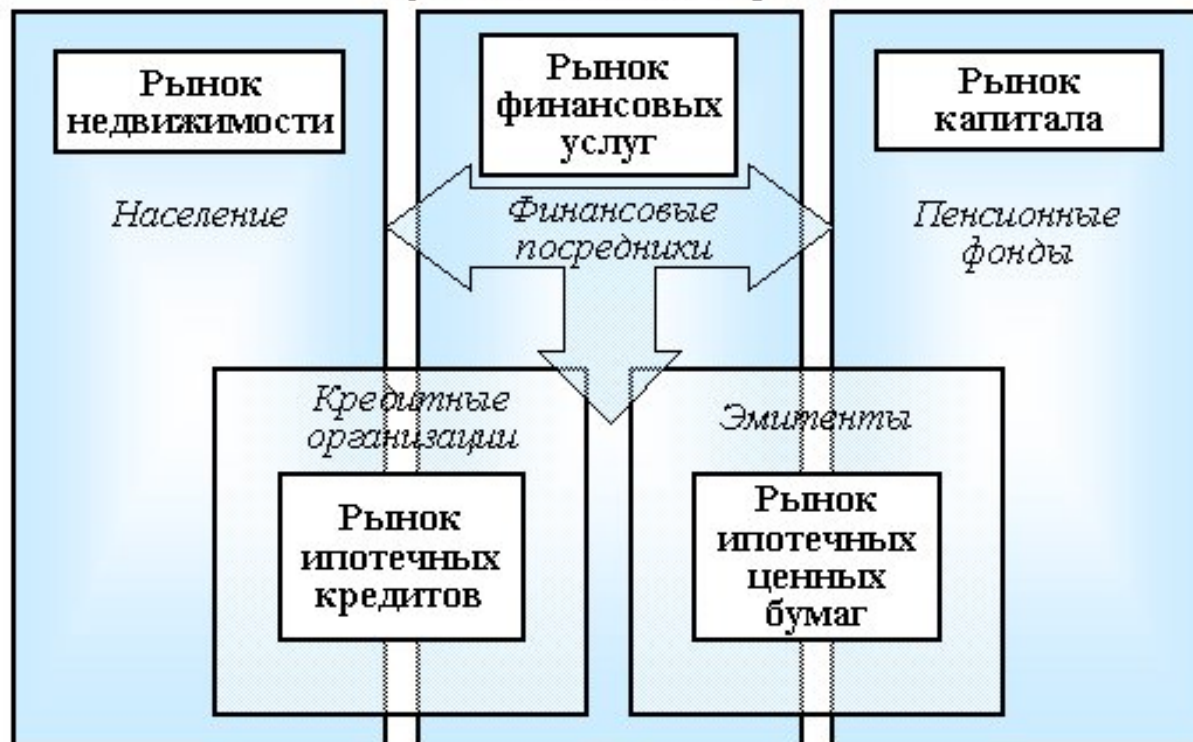 Рынок
недвижимости
Население
Рынок
финансовых
услуг
Финансовые
посредники
Рынок
капитала
Пенсионные
фонды
Кредитные
организации
Рынок
ипотечных
кредитов
Эмитенты
Рынок
ипотечных
ценных
бумаг